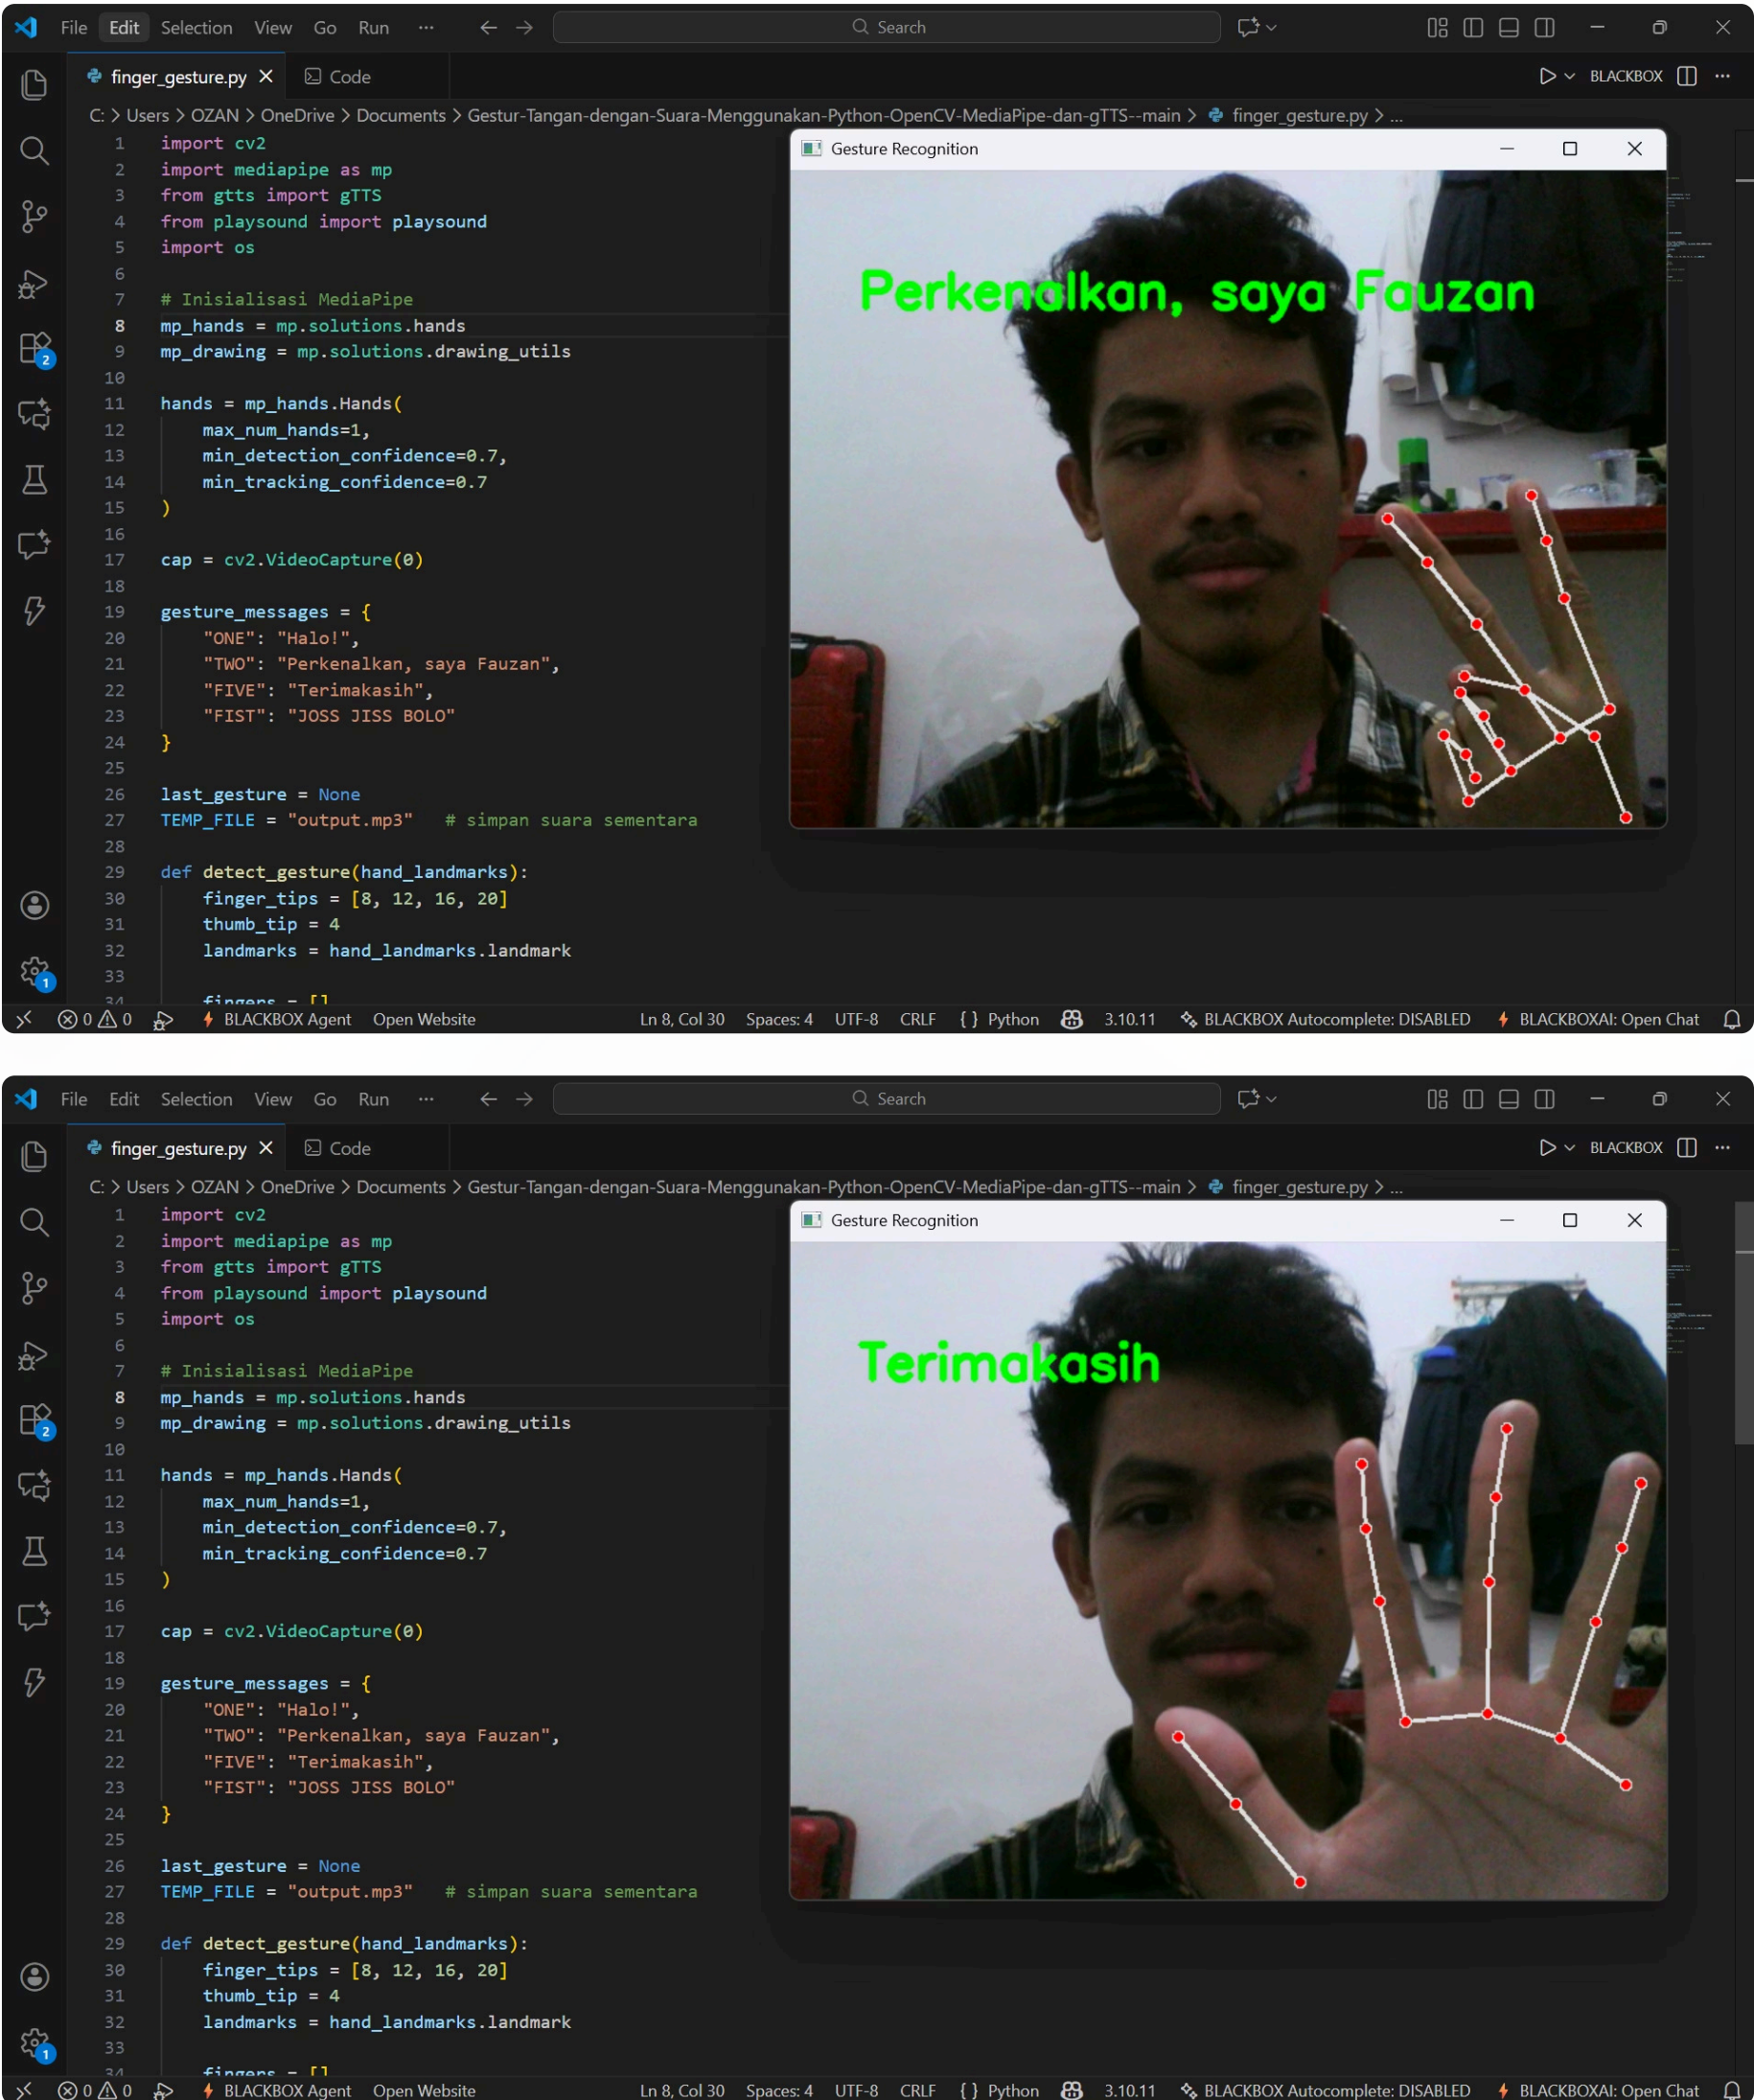 File Edit Selection View Go Run ··· Search
finger_gesture.py Code BLACKBOX ···
C: > Users > OZAN > OneDrive > Documents > Gestur-Tangan-dengan-Suara-Menggunakan-Python-OpenCV-MediaPipe-dan-gTTS--main > finger_gesture.py > ...
1 import cv2
2 import mediapipe as mp
3 from gtts import gTTS
4 from playsound import playsound
5 import os
6
7 # Inisialisasi MediaPipe
8 mp_hands = mp.solutions.hands
9 mp_drawing = mp.solutions.drawing_utils
10
11 hands = mp_hands.Hands(
12 max_num_hands=1,
13 min_detection_confidence=0.7,
14 min_tracking_confidence=0.7
15 )
16
17 cap = cv2.VideoCapture(0)
18
19 gesture_messages = {
20 "ONE": "Halo!",
21 "TWO": "Perkenalkan, saya Fauzan",
22 "FIVE": "Terimakasih",
23 "FIST": "JOSS JISS BOLO"
24 }
25
26 last_gesture = None
27 TEMP_FILE = "output.mp3" # simpan suara sementara
28
29 def detect_gesture(hand_landmarks):
30 finger_tips = [8, 12, 16, 20]
31 thumb_tip = 4
32 landmarks = hand_landmarks.landmark
33
34 fingers = []
Gesture Recognition
Perkenalkan, saya Fauzan
2
1
0 0 BLACKBOX Agent Open Website Ln 8, Col 30 Spaces: 4 UTF-8 CRLF { } Python 3.10.11 BLACKBOX Autocomplete: DISABLED BLACKBOXAI: Open Chat
File Edit Selection View Go Run ··· Search
finger_gesture.py Code BLACKBOX ···
C: > Users > OZAN > OneDrive > Documents > Gestur-Tangan-dengan-Suara-Menggunakan-Python-OpenCV-MediaPipe-dan-gTTS--main > finger_gesture.py > ...
1 import cv2
2 import mediapipe as mp
3 from gtts import gTTS
4 from playsound import playsound
5 import os
6
7 # Inisialisasi MediaPipe
8 mp_hands = mp.solutions.hands
9 mp_drawing = mp.solutions.drawing_utils
10
11 hands = mp_hands.Hands(
12 max_num_hands=1,
13 min_detection_confidence=0.7,
14 min_tracking_confidence=0.7
15 )
16
17 cap = cv2.VideoCapture(0)
18
19 gesture_messages = {
20 "ONE": "Halo!",
21 "TWO": "Perkenalkan, saya Fauzan",
22 "FIVE": "Terimakasih",
23 "FIST": "JOSS JISS BOLO"
24 }
25
26 last_gesture = None
27 TEMP_FILE = "output.mp3" # simpan suara sementara
28
29 def detect_gesture(hand_landmarks):
30 finger_tips = [8, 12, 16, 20]
31 thumb_tip = 4
32 landmarks = hand_landmarks.landmark
33
34 fingers = []
Gesture Recognition
Terimakasih
2
1
0 0 BLACKBOX Agent Open Website Ln 8, Col 30 Spaces: 4 UTF-8 CRLF { } Python 3.10.11 BLACKBOX Autocomplete: DISABLED BLACKBOXAI: Open Chat